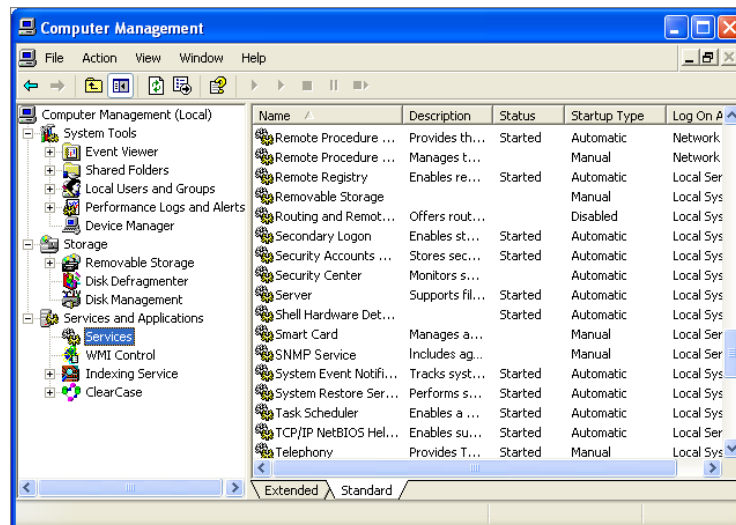 Computer Management
File Action View Window Help
Computer Management (Local)
System Tools
Event Viewer
Shared Folders
Local Users and Groups
Performance Logs and Alerts
Device Manager
Storage
Removable Storage
Disk Defragmenter
Disk Management
Services and Applications
Services
WMI Control
Indexing Service
ClearCase
Name Description Status Startup Type Log On A
Remote Procedure ... Provides th... Started Automatic Network
Remote Procedure ... Manages t... Manual Network
Remote Registry Enables re... Started Automatic Local Ser
Removable Storage Manual Local Sys
Routing and Remot... Offers rout... Disabled Local Sys
Secondary Logon Enables st... Started Automatic Local Sys
Security Accounts ... Stores sec... Started Automatic Local Sys
Security Center Monitors s... Automatic Local Sys
Server Supports fil... Started Automatic Local Sys
Shell Hardware Det... Started Automatic Local Sys
Smart Card Manages a... Manual Local Ser
SNMP Service Includes ag... Manual Local Sys
System Event Notifi... Tracks syst... Started Automatic Local Sys
System Restore Ser... Performs s... Started Automatic Local Sys
Task Scheduler Enables a ... Started Automatic Local Sys
TCP/IP NetBIOS Hel... Enables su... Started Automatic Local Ser
Telephony Provides T... Started Manual Local Sys
Extended Standard